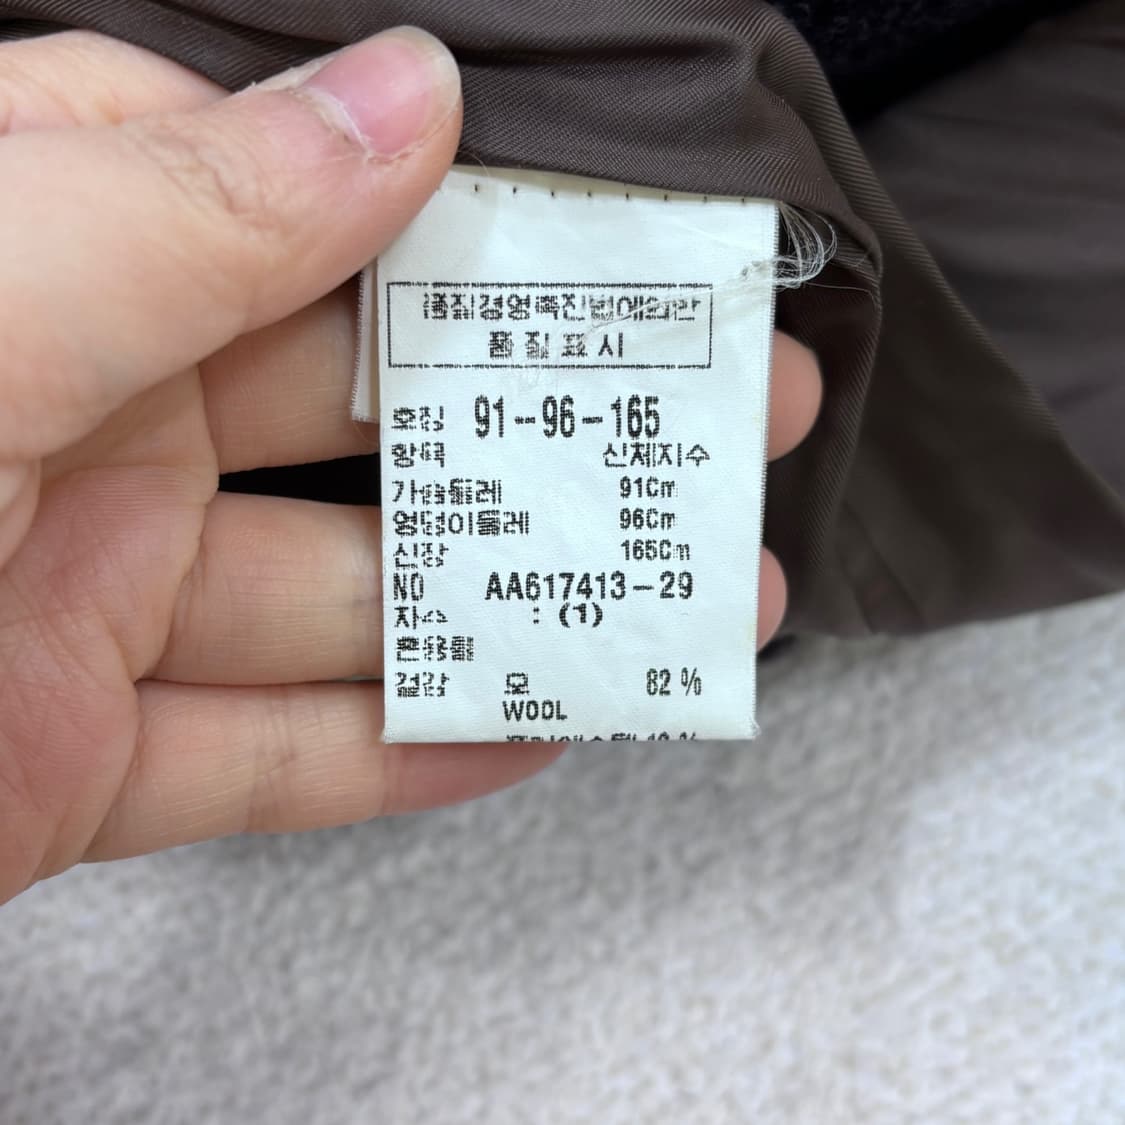 품질경영촉진법에의한
품질표시
호칭 91-96-165
항목 신체치수
가슴둘레 91Cm
엉덩이둘레 96Cm
신장 165Cm
NO AA617413-29
자수 : (1)
혼용률
겉감 모 82 %
WOOL